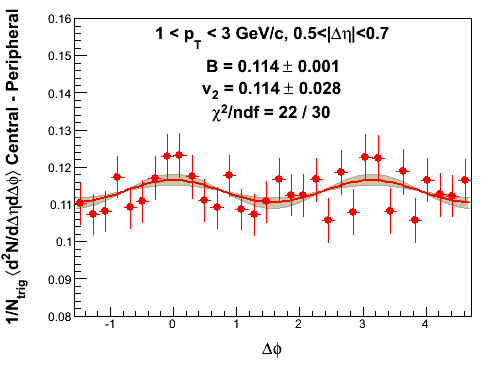 1/N_trig ⟨d²N/dΔηdΔϕ⟩ Central - Peripheral
0.16
0.15
0.14
0.13
0.12
0.11
0.1
0.09
0.08
1 < p_T < 3 GeV/c, 0.5<|Δη|<0.7
B = 0.114 ± 0.001
v₂ = 0.114 ± 0.028
χ²/ndf = 22 / 30
-1 0 1 2 3 4
Δϕ